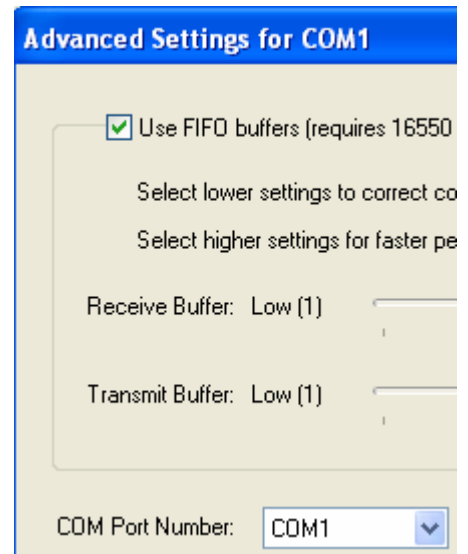 Advanced Settings for COM1
Use FIFO buffers (requires 16550
Select lower settings to correct co
Select higher settings for faster pe
Receive Buffer: Low (1)
Transmit Buffer: Low (1)
COM Port Number: COM1